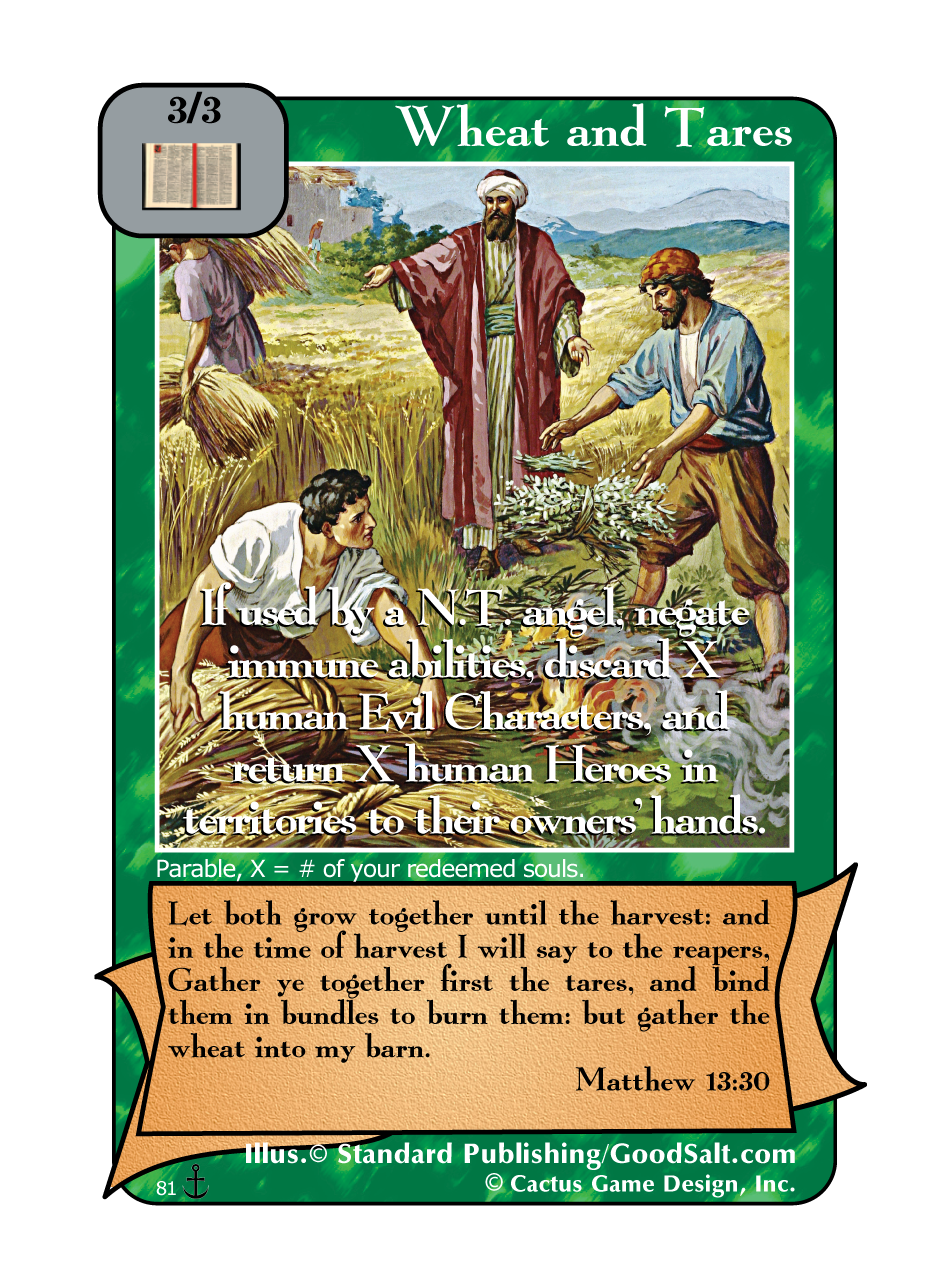 3/3
Wheat and Tares
If used by a N.T. angel, negate
immune abilities, discard X
human Evil Characters, and
return X human Heroes in
territories to their owners' hands.
Parable, X = # of your redeemed souls.
Let both grow together until the harvest: and
in the time of harvest I will say to the reapers,
Gather ye together first the tares, and bind
them in bundles to burn them: but gather the
wheat into my barn.
Matthew 13:30
Illus.© Standard Publishing/GoodSalt.com
81
© Cactus Game Design, Inc.